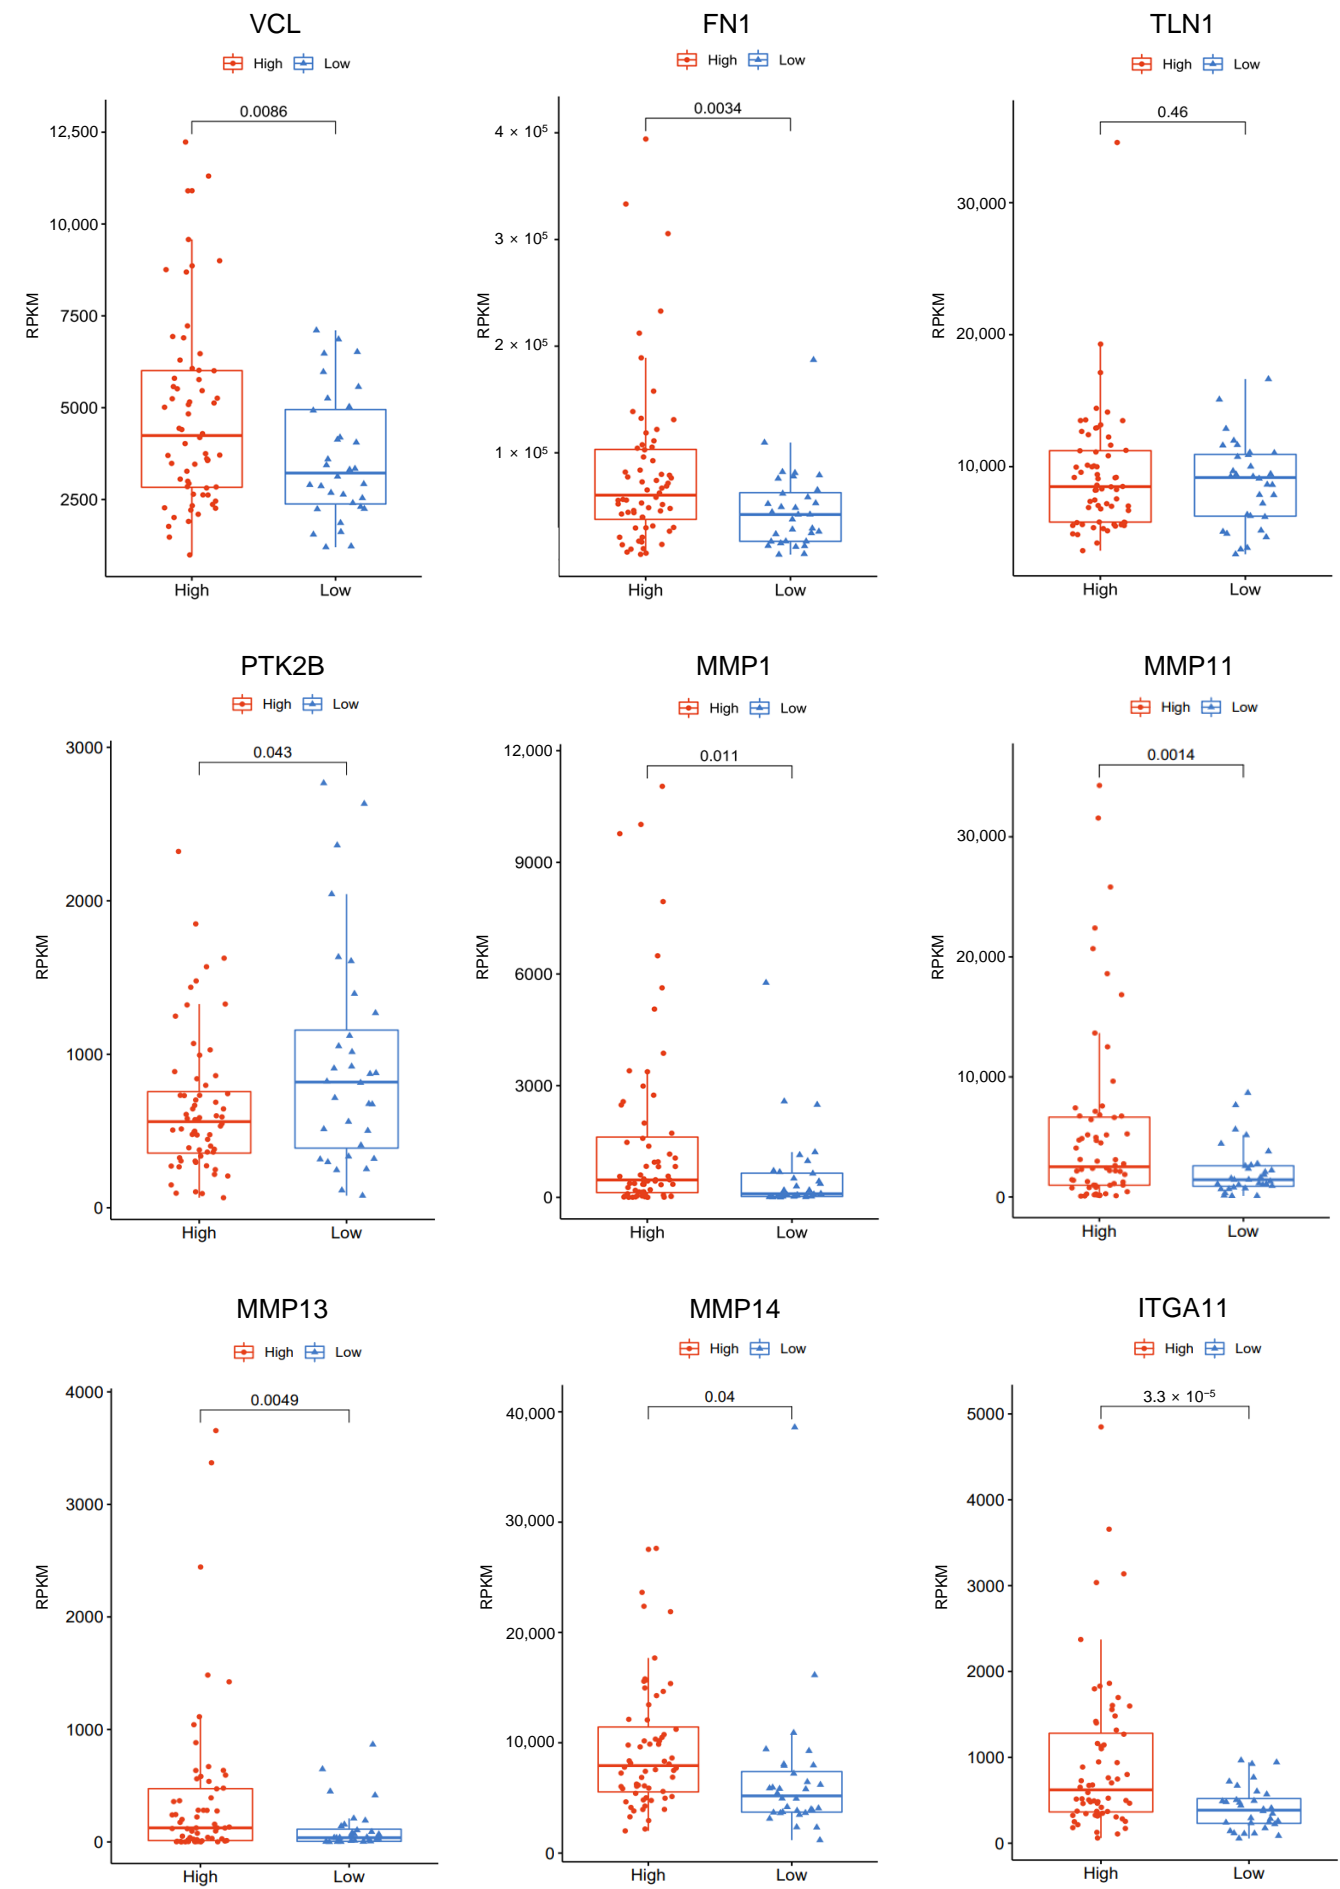 VCL
High Low
0.0086
12,500
10,000
7500
5000
2500
RPKM
High Low
FN1
High Low
0.0034
4 × 10⁵
3 × 10⁵
2 × 10⁵
1 × 10⁵
RPKM
High Low
TLN1
High Low
0.46
30,000
20,000
10,000
RPKM
High Low
PTK2B
High Low
0.043
3000
2000
1000
0
RPKM
High Low
MMP1
High Low
0.011
12,000
9000
6000
3000
0
RPKM
High Low
MMP11
High Low
0.0014
30,000
20,000
10,000
0
RPKM
High Low
MMP13
High Low
0.0049
4000
3000
2000
1000
0
RPKM
High Low
MMP14
High Low
0.04
40,000
30,000
20,000
10,000
0
RPKM
High Low
ITGA11
High Low
3.3 × 10⁻⁵
5000
4000
3000
2000
1000
0
RPKM
High Low